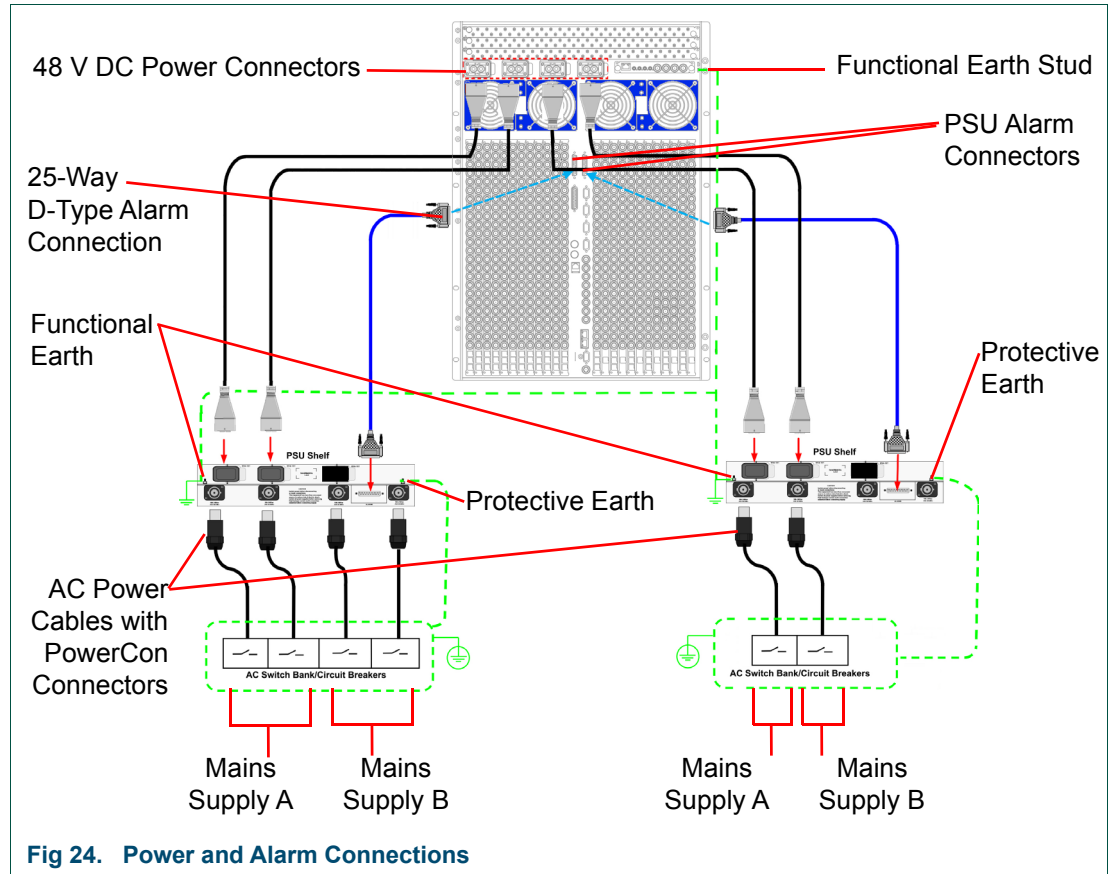 48 V DC Power Connectors
Functional Earth Stud
PSU Alarm
Connectors
25-Way
D-Type Alarm
Connection
Functional
Earth
Protective
Earth
PSU Shelf
PSU Shelf
Protective Earth
AC Power
Cables with
PowerCon
Connectors
AC Switch Bank/Circuit Breakers
AC Switch Bank/Circuit Breakers
Mains
Supply A
Mains
Supply B
Mains
Supply A
Mains
Supply B
Fig 24. Power and Alarm Connections